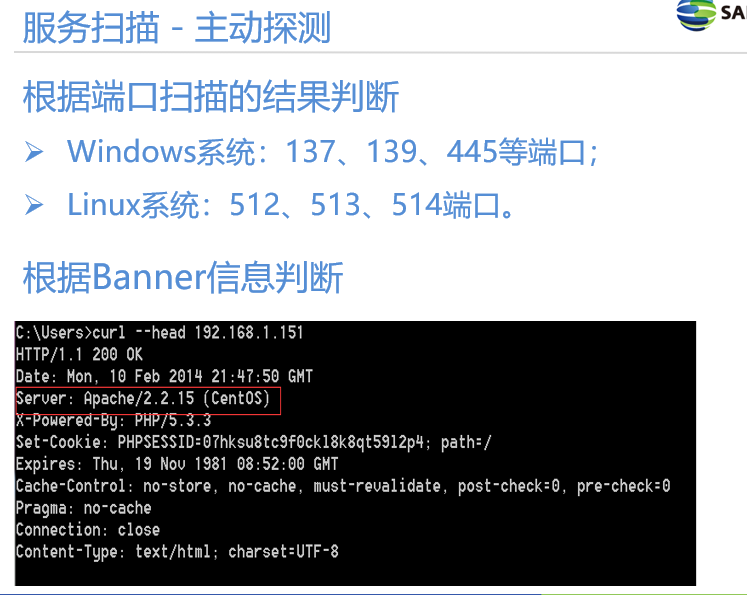 服务扫描 - 主动探测
SA
根据端口扫描的结果判断
➢ Windows系统：137、139、445等端口；
➢ Linux系统：512、513、514端口。
根据Banner信息判断
C:\Users>curl --head 192.168.1.151
HTTP/1.1 200 OK
Date: Mon, 10 Feb 2014 21:47:50 GMT
Server: Apache/2.2.15 (CentOS)
X-Powered-By: PHP/5.3.3
Set-Cookie: PHPSESSID=07hksu8tc9f0ckl8k8qt59l2p4; path=/
Expires: Thu, 19 Nov 1981 08:52:00 GMT
Cache-Control: no-store, no-cache, must-revalidate, post-check=0, pre-check=0
Pragma: no-cache
Connection: close
Content-Type: text/html; charset=UTF-8